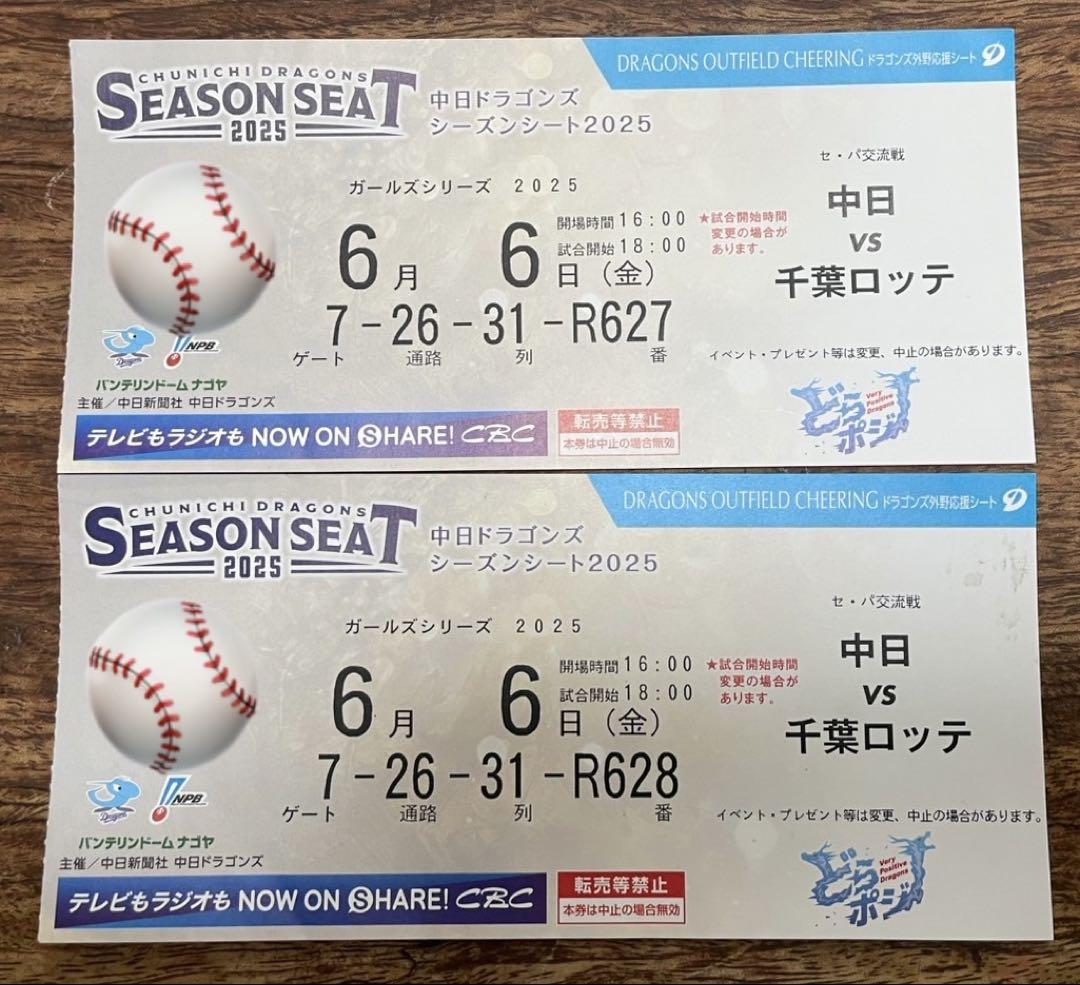 DRAGONS OUTFIELD CHEERING ドラゴンズ外野応援シート D
CHUNICHI DRAGONS
SEASON SEAT
2025
中日ドラゴンズ
シーズンシート2025
セ・パ交流戦
ガールズシリーズ 2025
中日
VS
千葉ロッテ
6月 6日(金)
開場時間16:00
試合開始18:00
★試合開始時間
変更の場合が
あります。
7-26-31-R627
ゲート 通路 列 番
イベント・プレゼント等は変更、中止の場合があります。
Dragons
NPB
バンテリンドーム ナゴヤ
主催/中日新聞社 中日ドラゴンズ
テレビもラジオも NOW ON SHARE! CBC
転売等禁止
本券は中止の場合無効
どらポジ
Very
Positive
Dragons
DRAGONS OUTFIELD CHEERING ドラゴンズ外野応援シート D
CHUNICHI DRAGONS
SEASON SEAT
2025
中日ドラゴンズ
シーズンシート2025
セ・パ交流戦
ガールズシリーズ 2025
中日
VS
千葉ロッテ
6月 6日(金)
開場時間16:00
試合開始18:00
★試合開始時間
変更の場合が
あります。
7-26-31-R628
ゲート 通路 列 番
イベント・プレゼント等は変更、中止の場合があります。
Dragons
NPB
バンテリンドーム ナゴヤ
主催/中日新聞社 中日ドラゴンズ
テレビもラジオも NOW ON SHARE! CBC
転売等禁止
本券は中止の場合無効
どらポジ
Very
Positive
Dragons